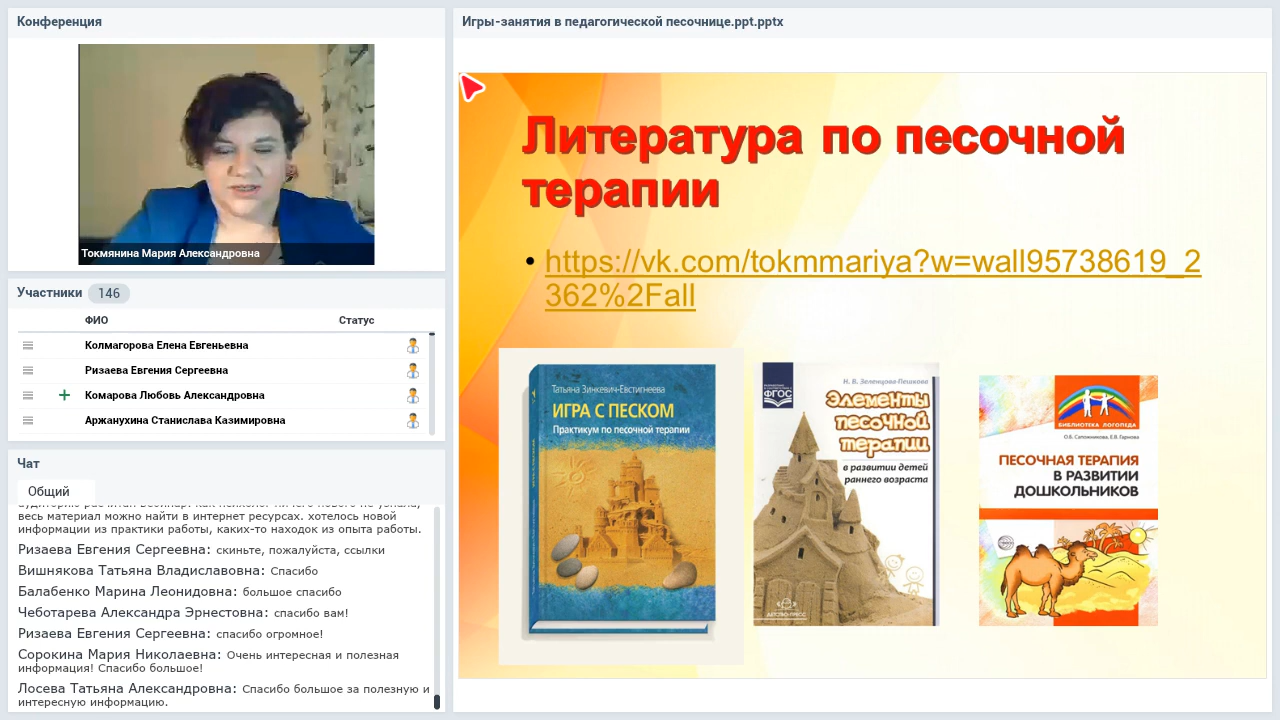 Конференция
Токмянина Мария Александровна
Участники 146
ФИО Статус
Колмагорова Елена Евгеньевна
Ризаева Евгения Сергеевна
Комарова Любовь Александровна
Аржанухина Станислава Казимировна
Чат
Общий
весь материал можно найти в интернет ресурсах. хотелось новой
информации из практики работы, каких-то находок из опыта работы.
Ризаева Евгения Сергеевна: скиньте, пожалуйста, ссылки
Вишнякова Татьяна Владиславовна: Спасибо
Балабенко Марина Леонидовна: большое спасибо
Чеботарева Александра Эрнестовна: спасибо вам!
Ризаева Евгения Сергеевна: спасибо огромное!
Сорокина Мария Николаевна: Очень интересная и полезная
информация! Спасибо большое!
Лосева Татьяна Александровна: Спасибо большое за полезную и
интересную информацию.
Игры-занятия в педагогической песочнице.ppt.pptx
Литература по песочной
терапии
• https://vk.com/tokmmariya?w=wall95738619_2
362%2Fall
Татьяна Зинкевич-Евстигнеева
ИГРА С ПЕСКОМ
Практикум по песочной терапии
ФГОС
Н. В. Зеленцова-Пешкова
Элементы
песочной
терапии
в развитии детей
раннего возраста
ДЕТСТВО-ПРЕСС
БИБЛИОТЕКА ЛОГОПЕДА
О.Б. Сапожникова, Е.В. Гарнова
ПЕСОЧНАЯ ТЕРАПИЯ
В РАЗВИТИИ
ДОШКОЛЬНИКОВ